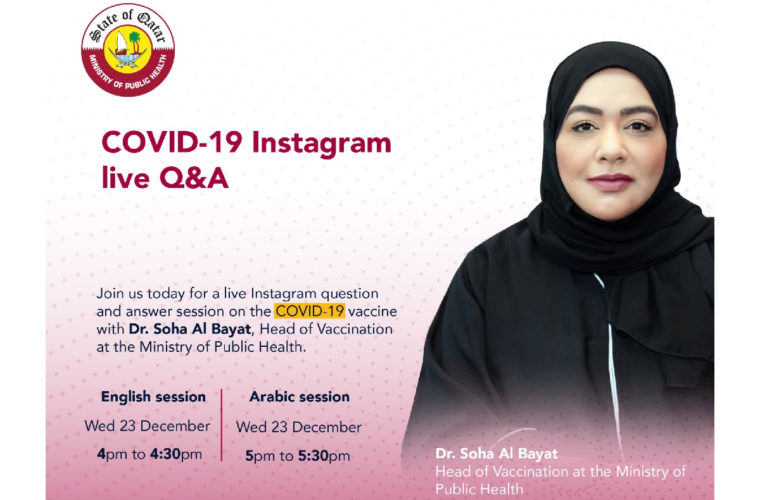 State of Qatar
MINISTRY OF PUBLIC HEALTH
COVID-19 Instagram
live Q&A
Join us today for a live Instagram question
and answer session on the COVID-19 vaccine
with Dr. Soha Al Bayat, Head of Vaccination
at the Ministry of Public Health.
English session
Wed 23 December
4pm to 4:30pm
Arabic session
Wed 23 December
5pm to 5:30pm
Dr. Soha Al Bayat
Head of Vaccination at the Ministry of
Public Health